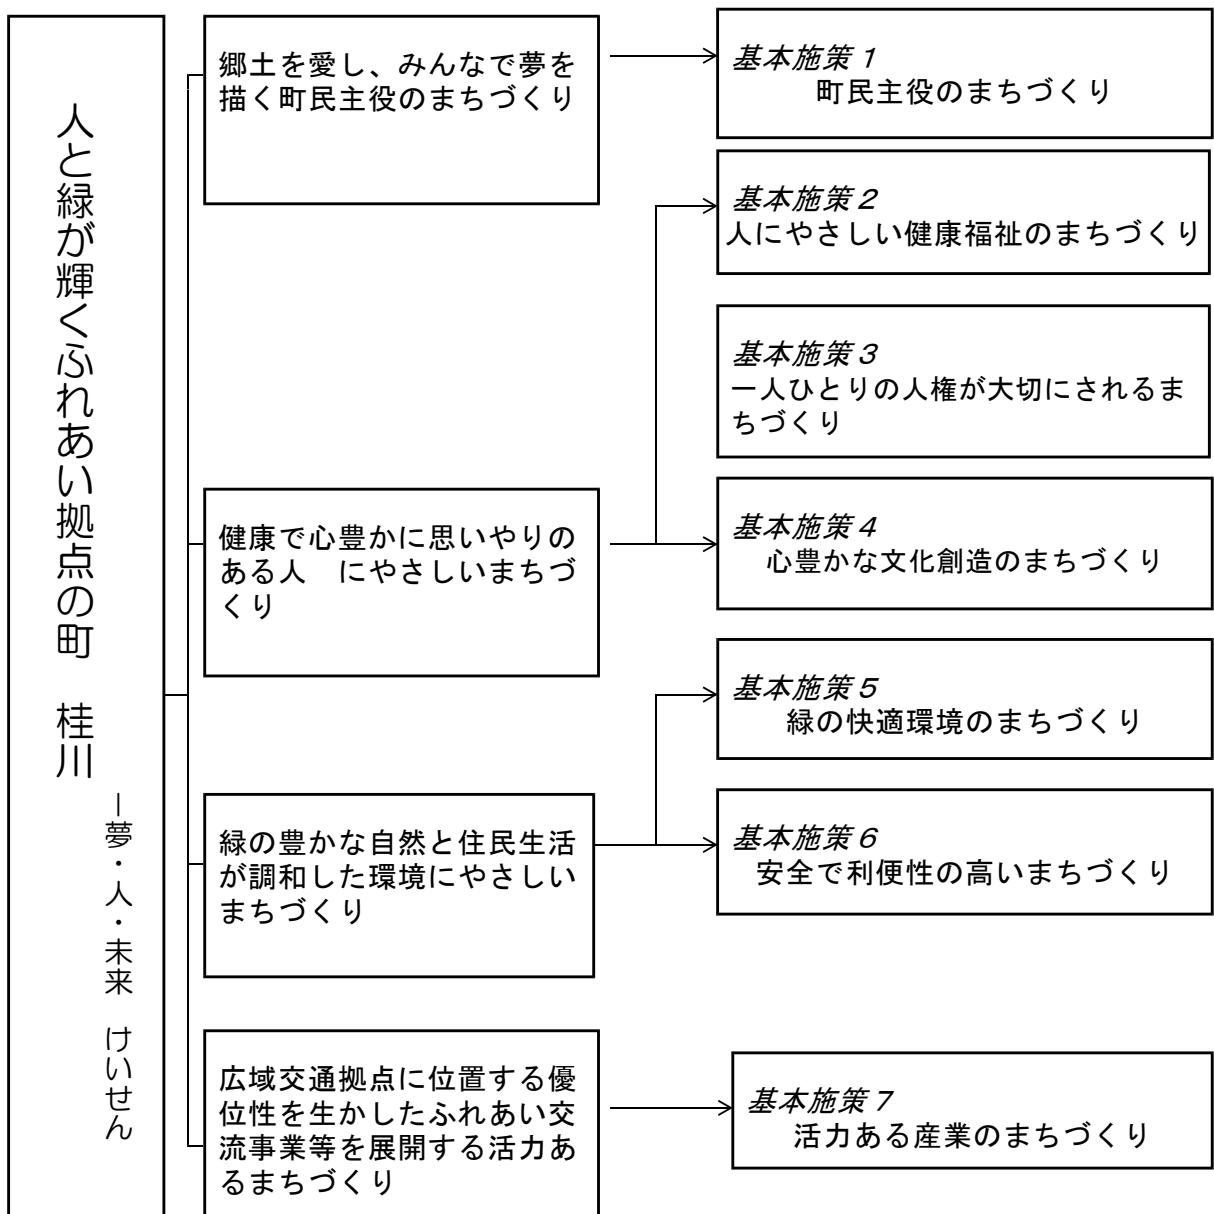 人と緑が輝くふれあい拠点の町　桂川
―夢・人・未来　けいせん
郷土を愛し、みんなで夢を
描く町民主役のまちづくり
基本施策１
町民主役のまちづくり
基本施策２
人にやさしい健康福祉のまちづくり
基本施策３
一人ひとりの人権が大切にされるま
ちづくり
健康で心豊かに思いやりの
ある人　にやさしいまちづ
くり
基本施策４
心豊かな文化創造のまちづくり
基本施策５
緑の快適環境のまちづくり
緑の豊かな自然と住民生活
が調和した環境にやさしい
まちづくり
基本施策６
安全で利便性の高いまちづくり
広域交通拠点に位置する優
位性を生かしたふれあい交
流事業等を展開する活力あ
るまちづくり
基本施策７
活力ある産業のまちづくり